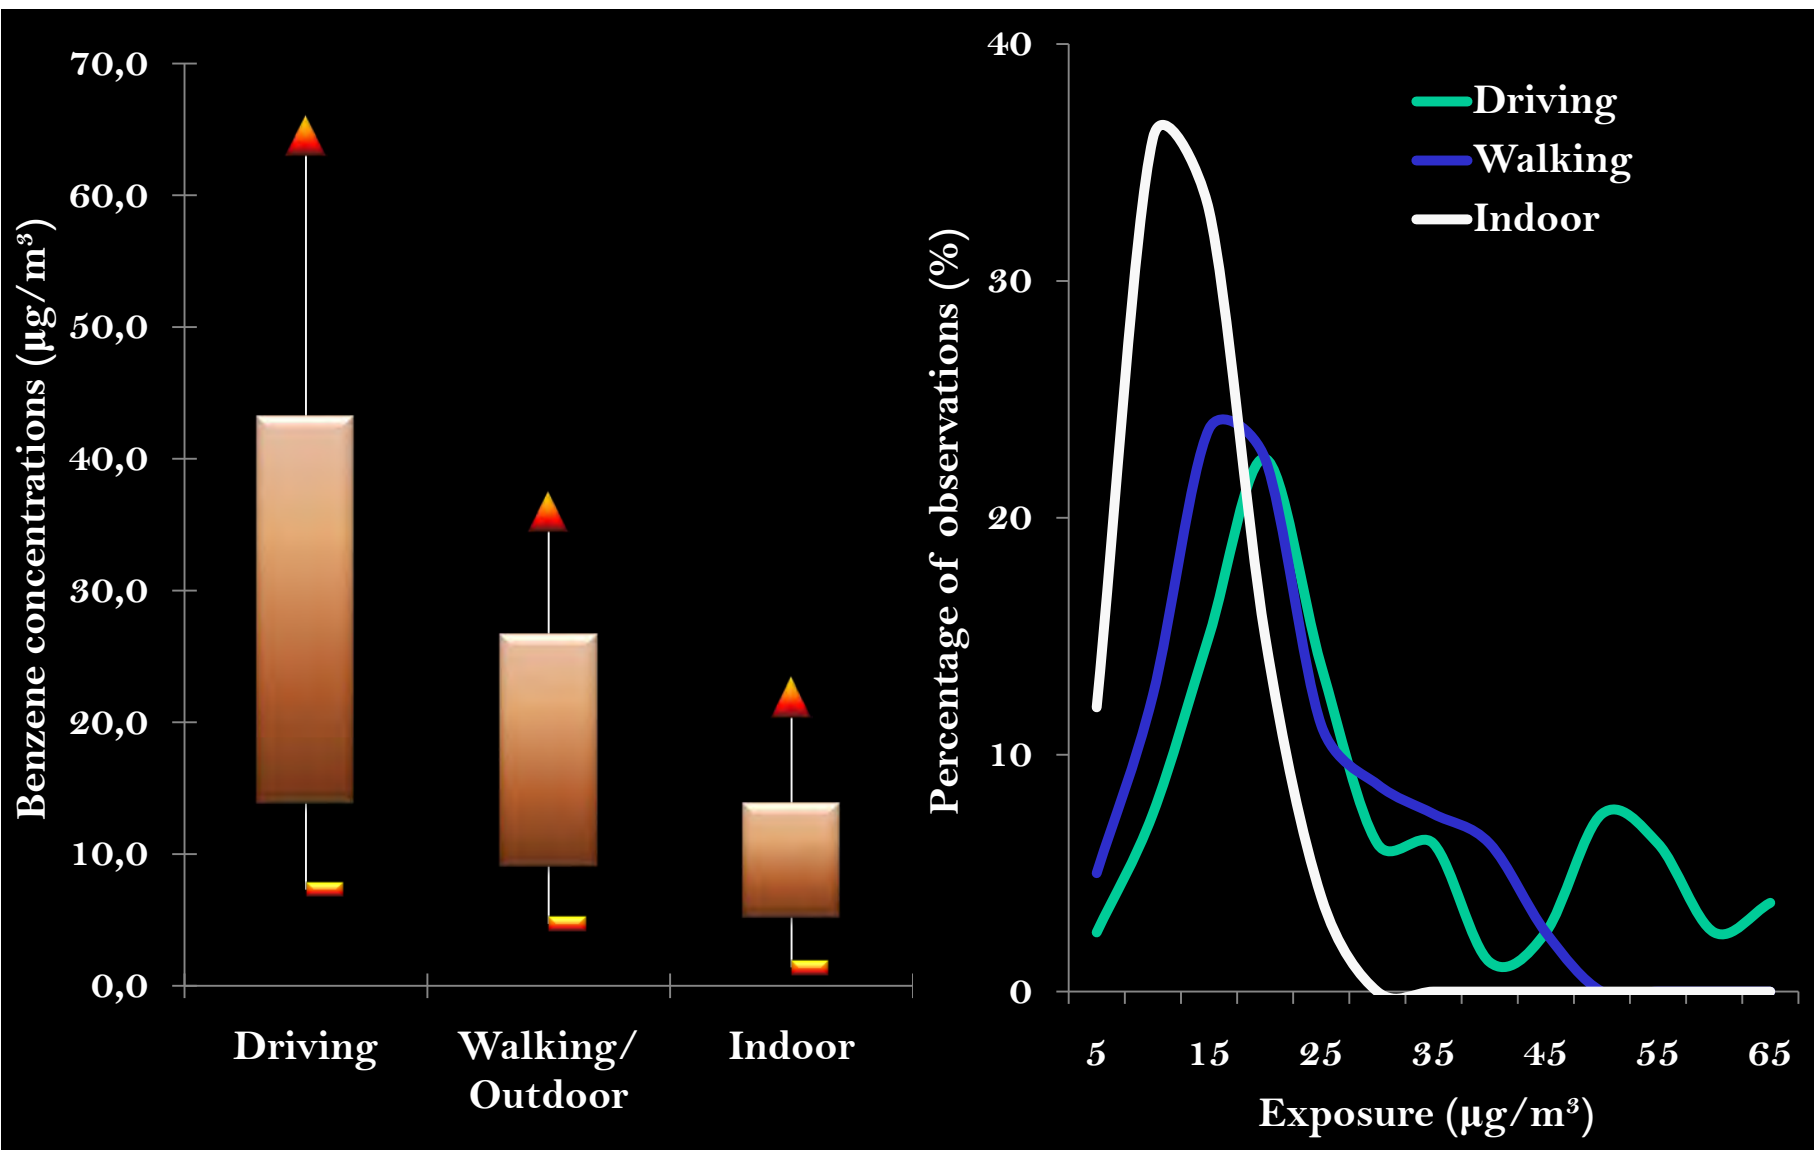 Benzene concentrations (µg/m³)
70,0
60,0
50,0
40,0
30,0
20,0
10,0
0,0
Driving
Walking/
Outdoor
Indoor
Percentage of observations (%)
40
30
20
10
0
Driving
Walking
Indoor
5 15 25 35 45 55 65
Exposure (µg/m³)